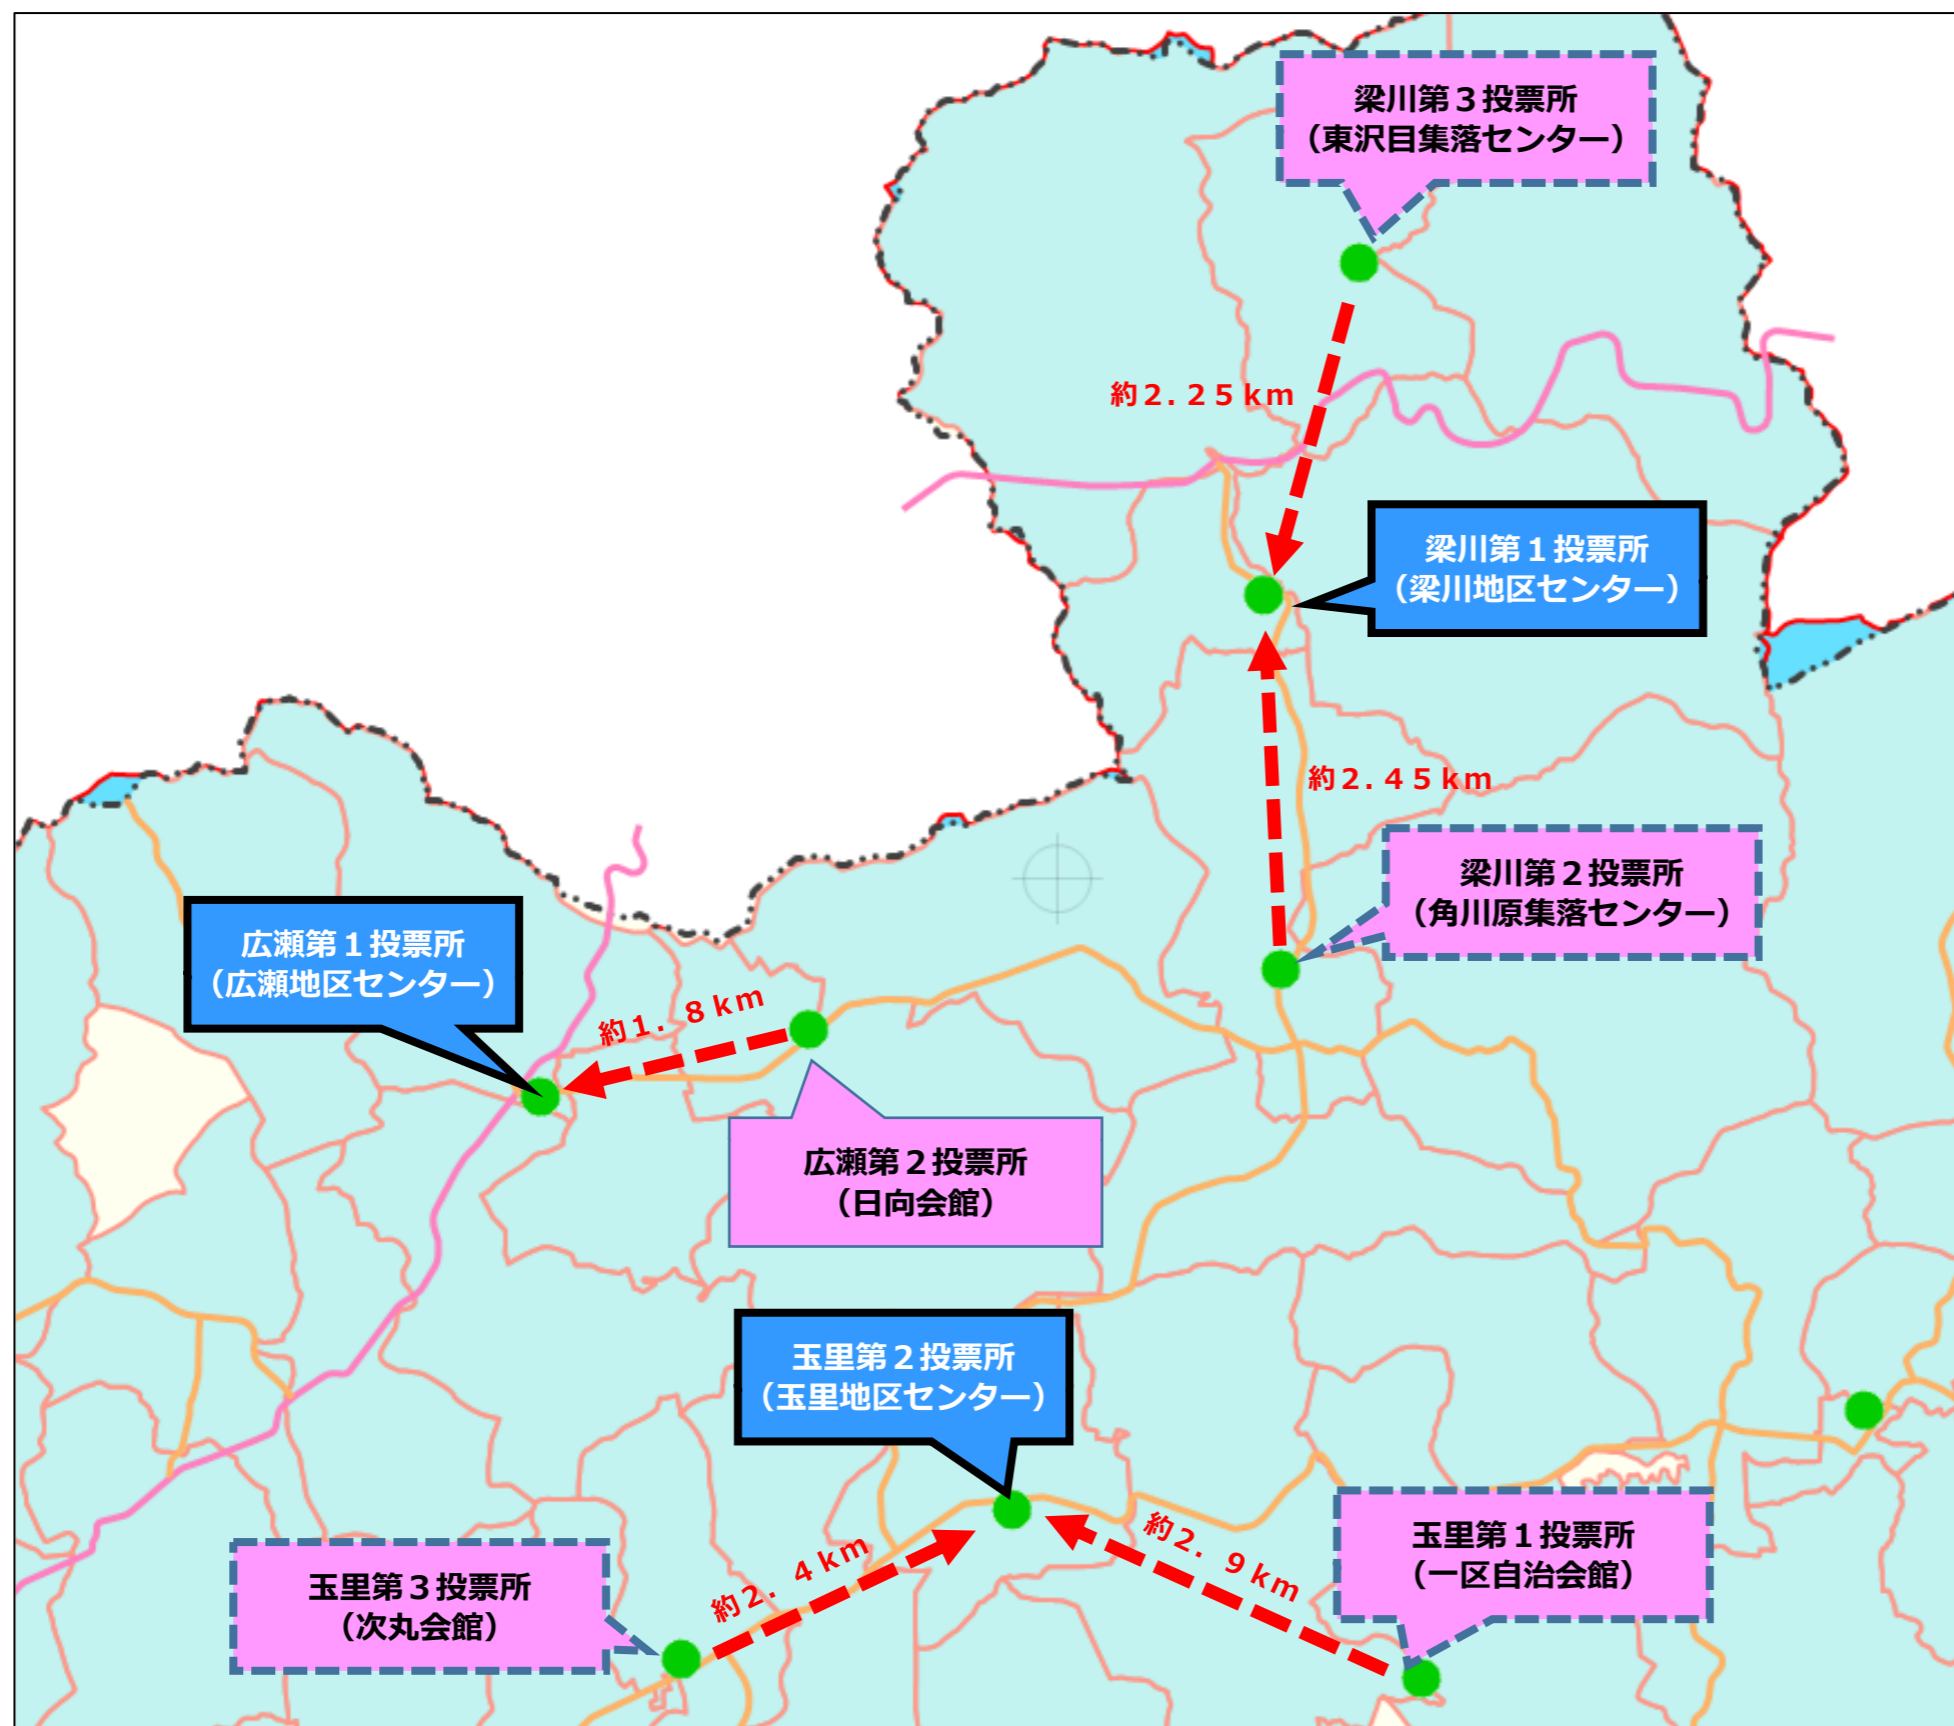 梁川第３投票所
（東沢目集落センター）
約２．２５ｋｍ
梁川第１投票所
（梁川地区センター）
約２．４５ｋｍ
梁川第２投票所
（角川原集落センター）
広瀬第１投票所
（広瀬地区センター）
約１．８ｋｍ
広瀬第２投票所
（日向会館）
玉里第２投票所
（玉里地区センター）
玉里第３投票所
（次丸会館）
約２．４ｋｍ
約２．９ｋｍ
玉里第１投票所
（一区自治会館）